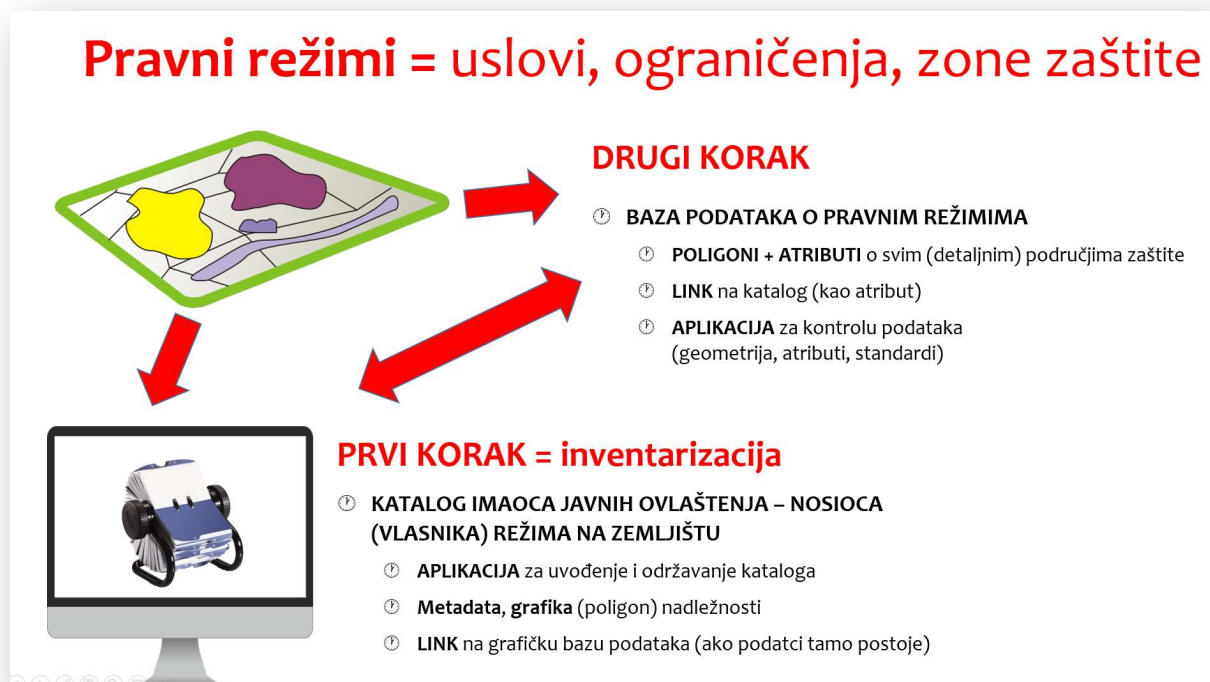 Pravni režimi = uslovi, ograničenja, zone zaštite
DRUGI KORAK
BAZA PODATAKA O PRAVNIM REŽIMIMA
POLIGONI + ATRIBUTI o svim (detaljnim) područjima zaštite
LINK na katalog (kao atribut)
APLIKACIJA za kontrolu podataka
(geometrija, atributi, standardi)
PRVI KORAK = inventarizacija
KATALOG IMAOCA JAVNIH OVLAŠTENJA – NOSIOCA
(VLASNIKA) REŽIMA NA ZEMLJIŠTU
APLIKACIJA za uvođenje i održavanje kataloga
Metadata, grafika (poligon) nadležnosti
LINK na grafičku bazu podataka (ako podatci tamo postoje)